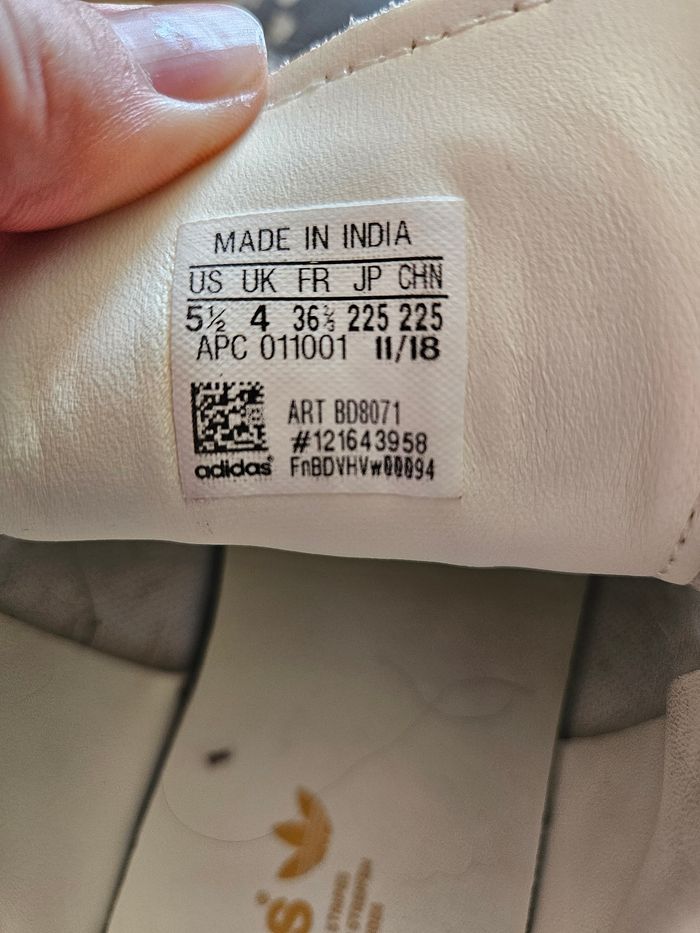 MADE IN INDIA
US UK FR JP CHN
5½ 4 36⅔ 225 225
APC 011001 11/18
ART BD8071
#121643958
adidas® FnBDVHVw00094